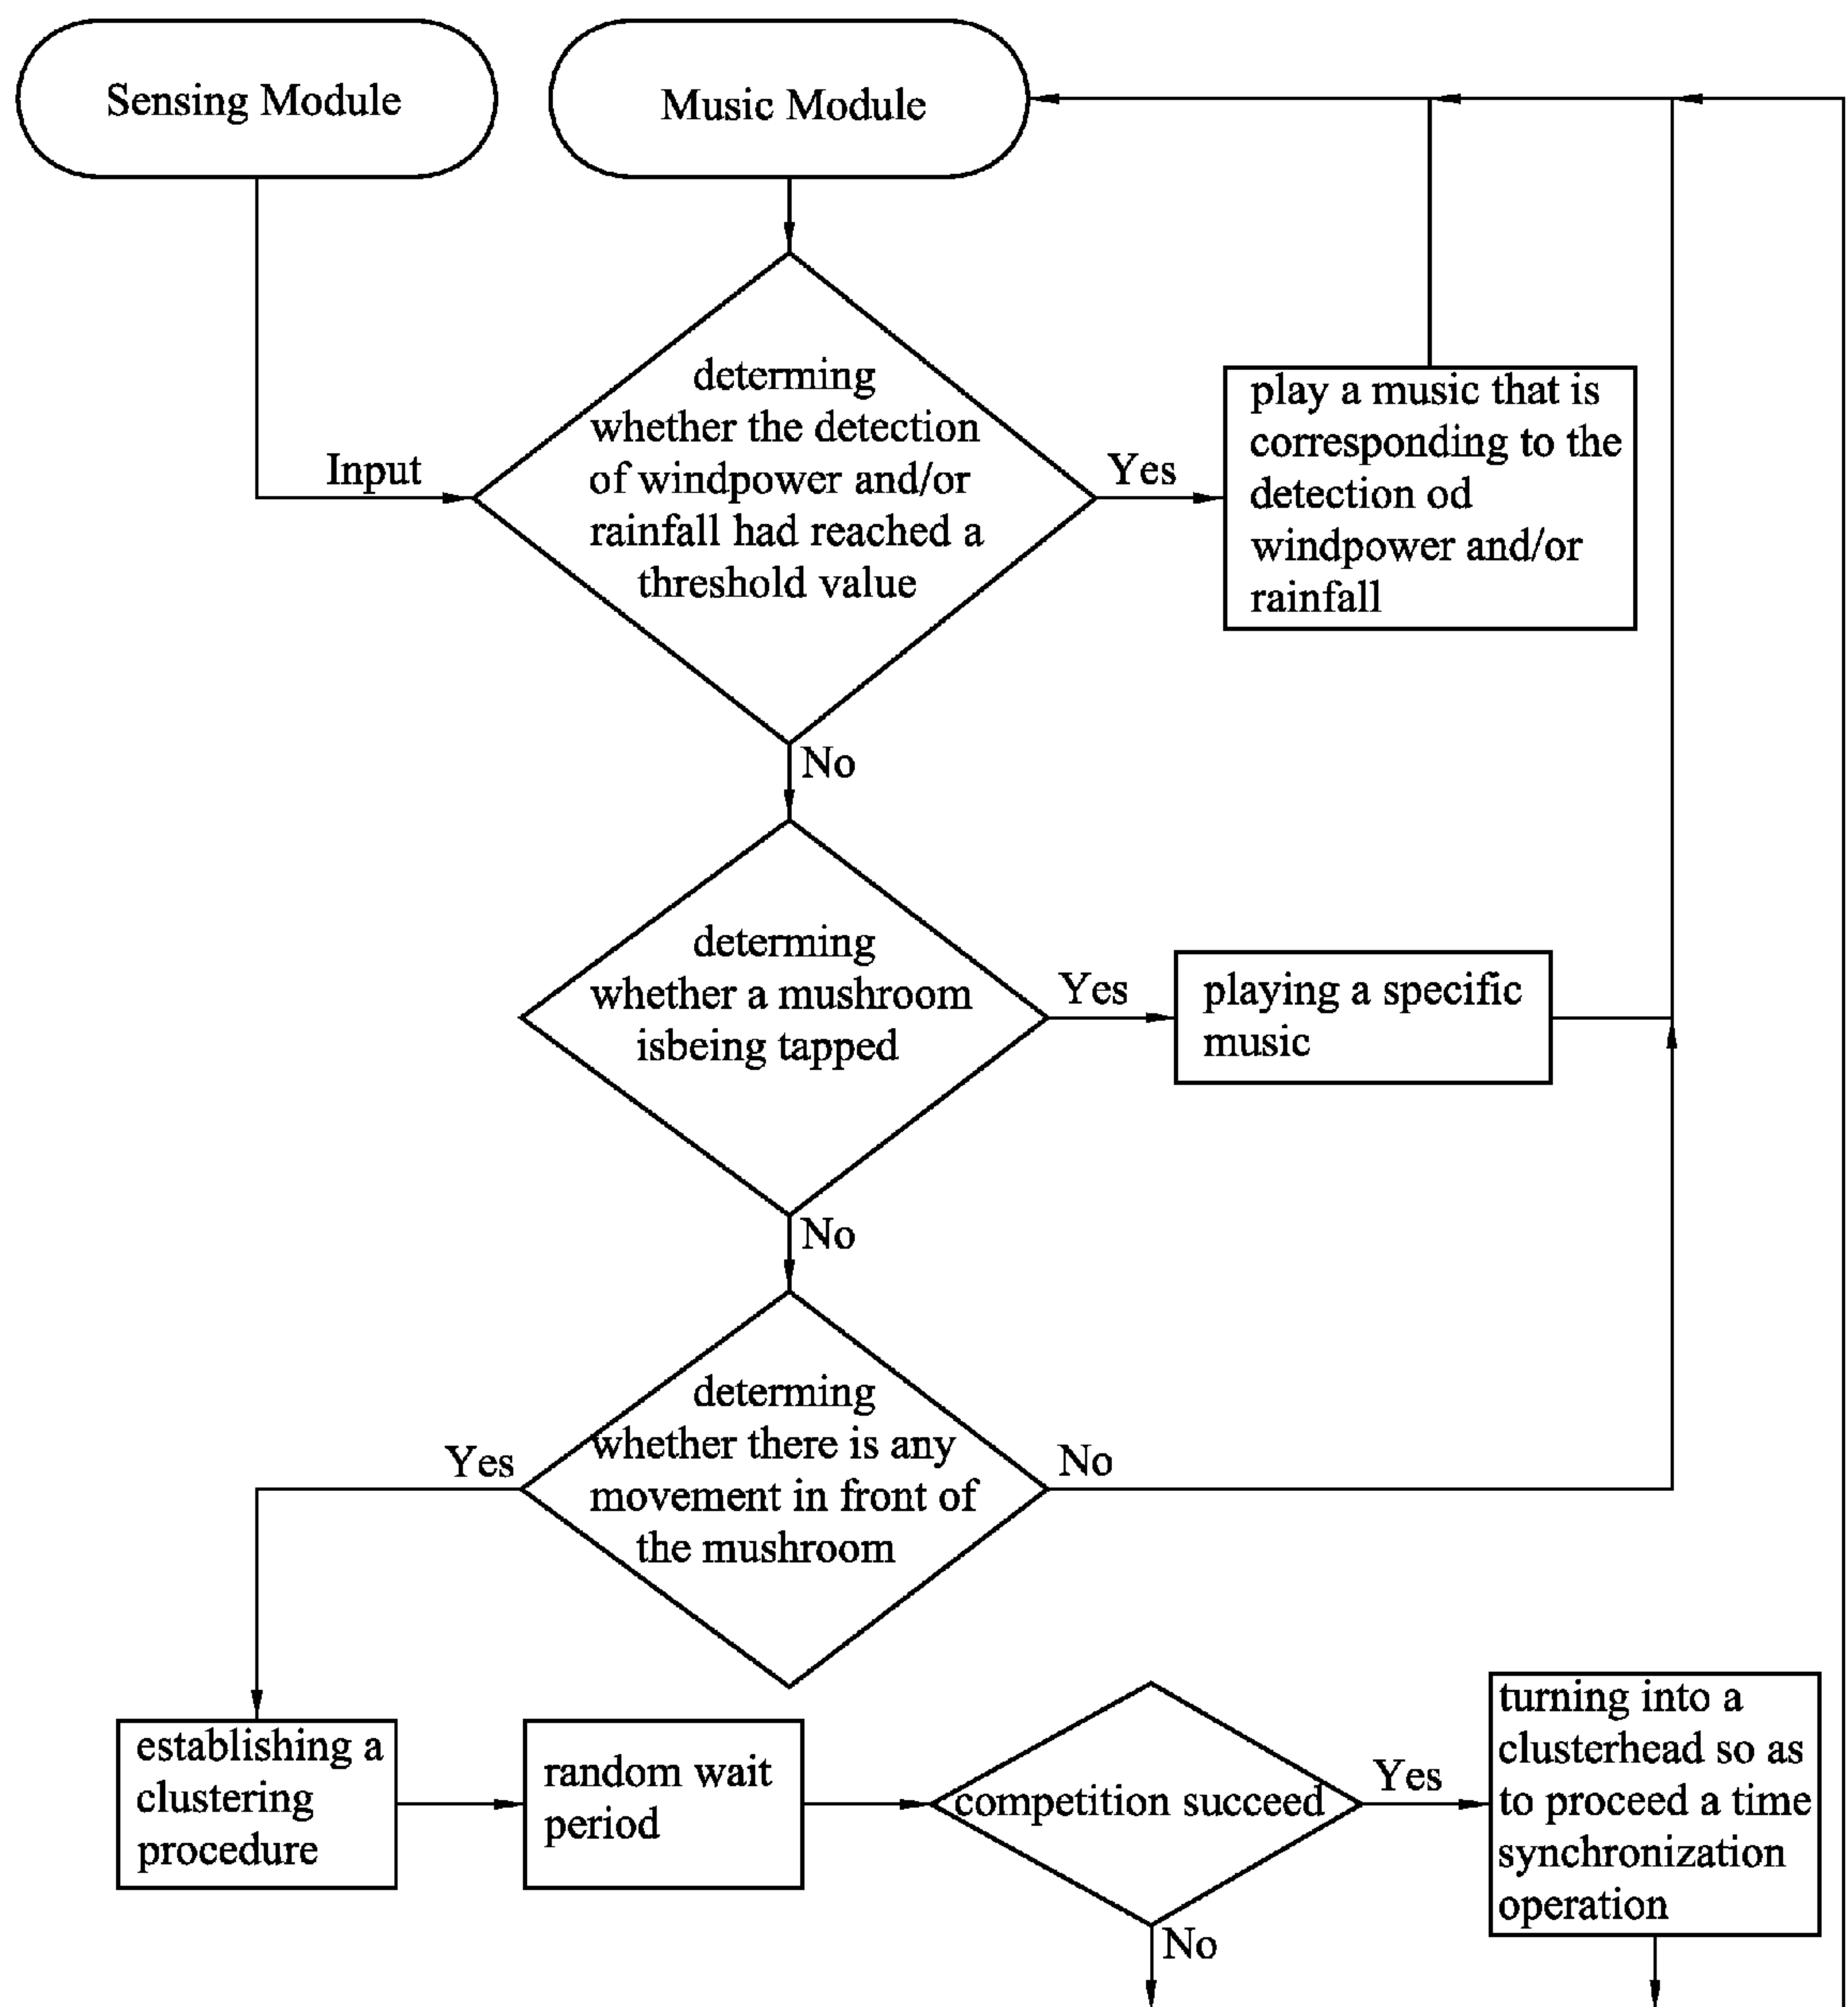 Sensing Module
Music Module
Input
determing
whether the detection
of windpower and/or
rainfall had reached a
threshold value
Yes
play a music that is
corresponding to the
detection od
windpower and/or
rainfall
No
determing
whether a mushroom
isbeing tapped
Yes
playing a specific
music
No
determing
whether there is any
movement in front of
the mushroom
Yes
No
establishing a
clustering
procedure
random wait
period
competition succeed
Yes
turning into a
clusterhead so as
to proceed a time
synchronization
operation
No